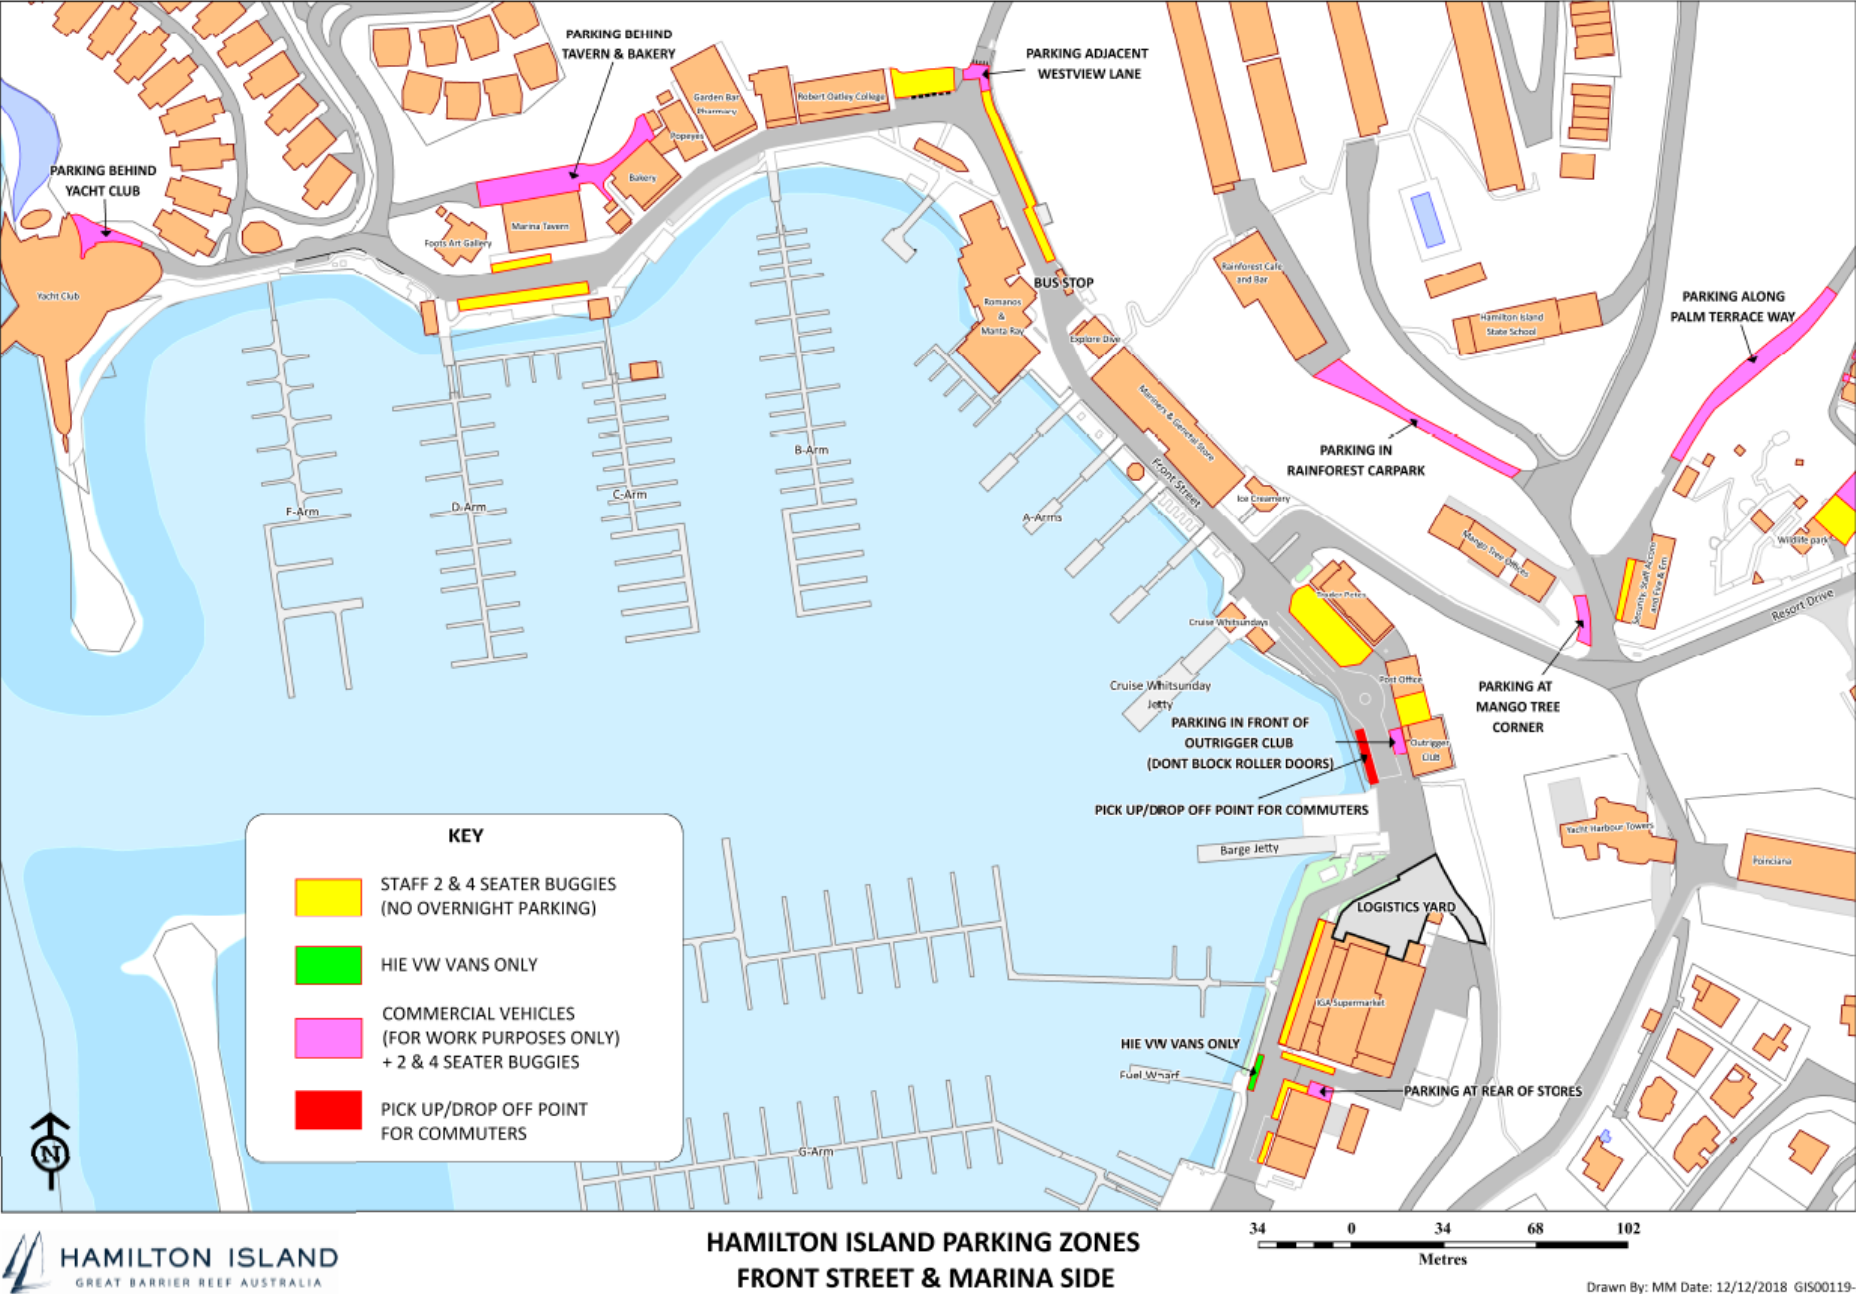 PARKING BEHIND
TAVERN & BAKERY
PARKING ADJACENT
WESTVIEW LANE
Garden Bar
Pharmacy
Robert Oatley College
Popeyes
Bakery
PARKING BEHIND
YACHT CLUB
Marina Tavern
Foots Art Gallery
Yacht Club
BUS STOP
Romanos
&
Manta Ray
Explore Dive
Rainforest Cafe
and Bar
Hamilton Island
State School
PARKING ALONG
PALM TERRACE WAY
Mariners & General Store
PARKING IN
RAINFOREST CARPARK
Front Street
Ice Creamery
B-Arm
C-Arm
D-Arm
F-Arm
A-Arms
Mango Tree Offices
Wildlife park
Security, Staff Accom
and Fire & Em
Resort Drive
Trader Petes
Cruise Whitsundays
Cruise Whitsunday
Jetty
Post Office
PARKING AT
MANGO TREE
CORNER
PARKING IN FRONT OF
OUTRIGGER CLUB
(DONT BLOCK ROLLER DOORS)
Outrigger
CLUB
PICK UP/DROP OFF POINT FOR COMMUTERS
Yacht Harbour Towers
Barge Jetty
Poinciana
LOGISTICS YARD
IGA Supermarket
HIE VW VANS ONLY
Fuel Wharf
PARKING AT REAR OF STORES
G-Arm
KEY
STAFF 2 & 4 SEATER BUGGIES
(NO OVERNIGHT PARKING)
HIE VW VANS ONLY
COMMERCIAL VEHICLES
(FOR WORK PURPOSES ONLY)
+ 2 & 4 SEATER BUGGIES
PICK UP/DROP OFF POINT
FOR COMMUTERS
N
HAMILTON ISLAND
GREAT BARRIER REEF AUSTRALIA
HAMILTON ISLAND PARKING ZONES
FRONT STREET & MARINA SIDE
34 0 34 68 102
Metres
Drawn By: MM Date: 12/12/2018 GIS00119-